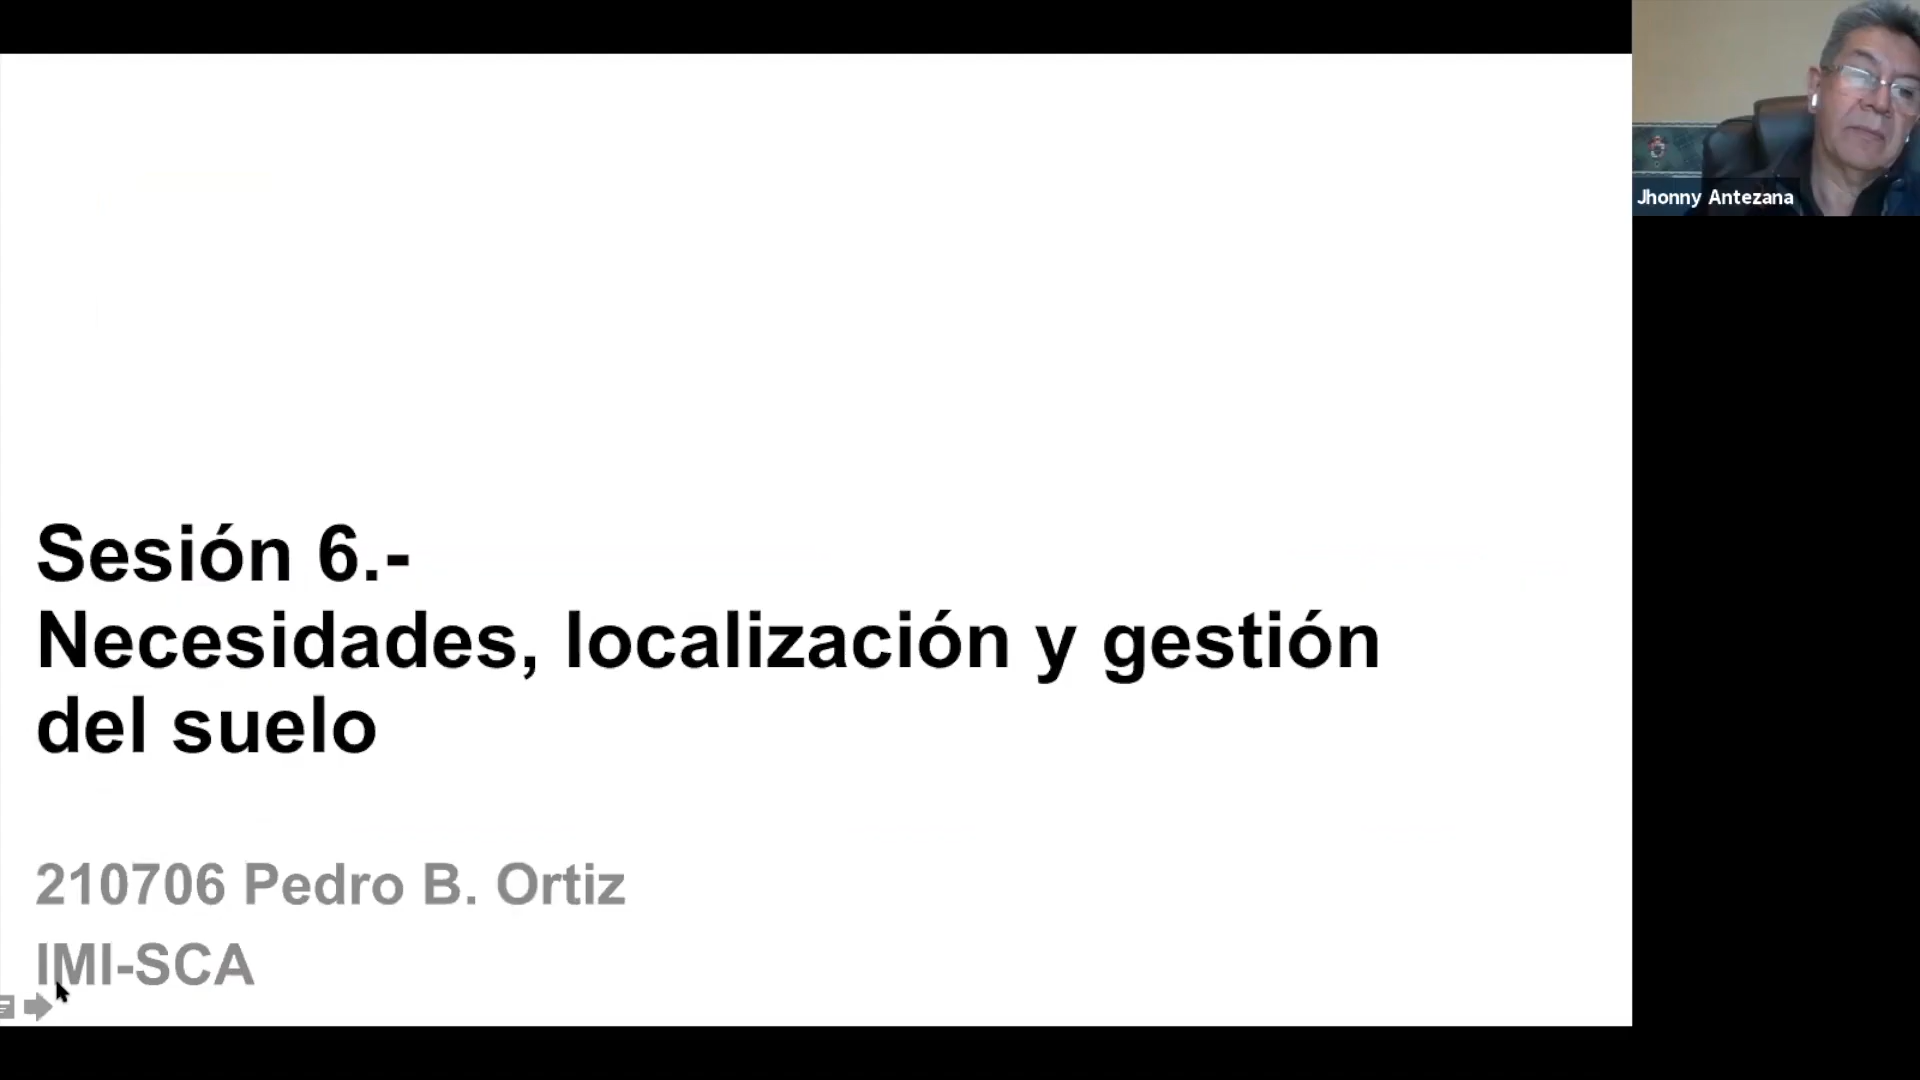 Sesión 6.-
Necesidades, localización y gestión
del suelo
210706 Pedro B. Ortiz
IMI-SCA
Jhonny Antezana